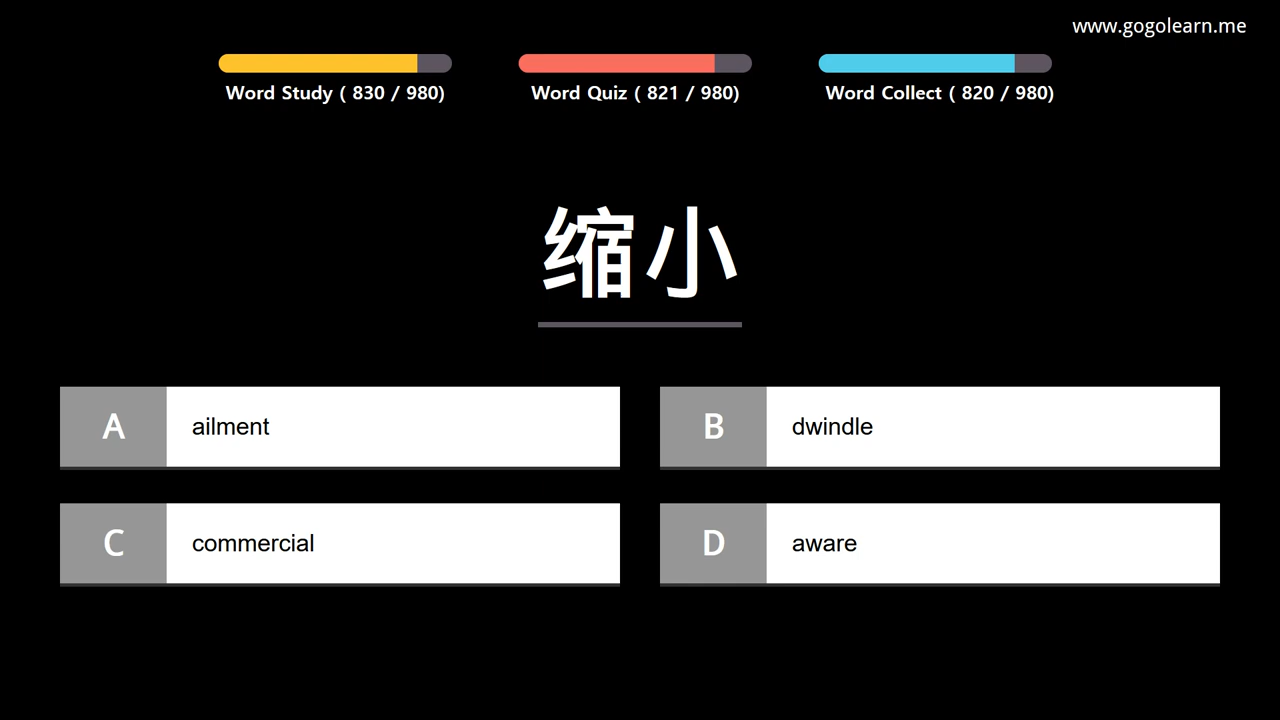 www.gogolearn.me
Word Study ( 830 / 980)
Word Quiz ( 821 / 980)
Word Collect ( 820 / 980)
缩小
A ailment
B dwindle
C commercial
D aware